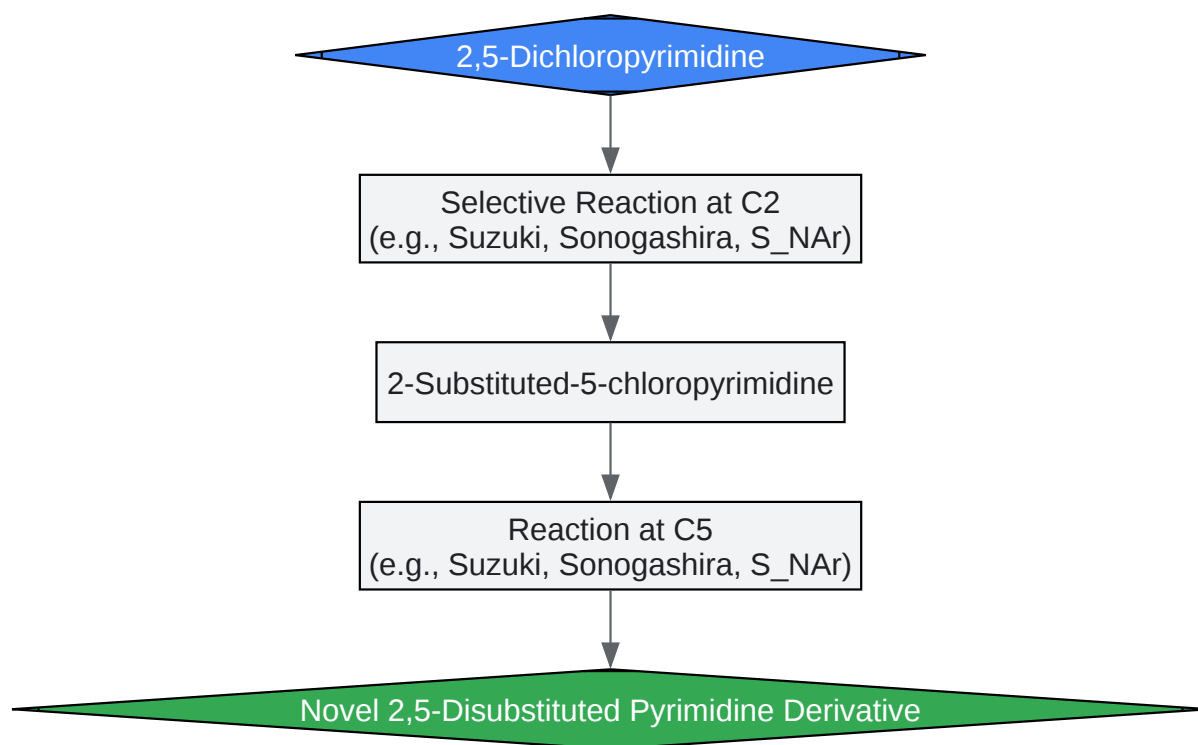 2,5-Dichloropyrimidine
Selective Reaction at C2
(e.g., Suzuki, Sonogashira, S_NAr)
2-Substituted-5-chloropyrimidine
Reaction at C5
(e.g., Suzuki, Sonogashira, S_NAr)
Novel 2,5-Disubstituted Pyrimidine Derivative